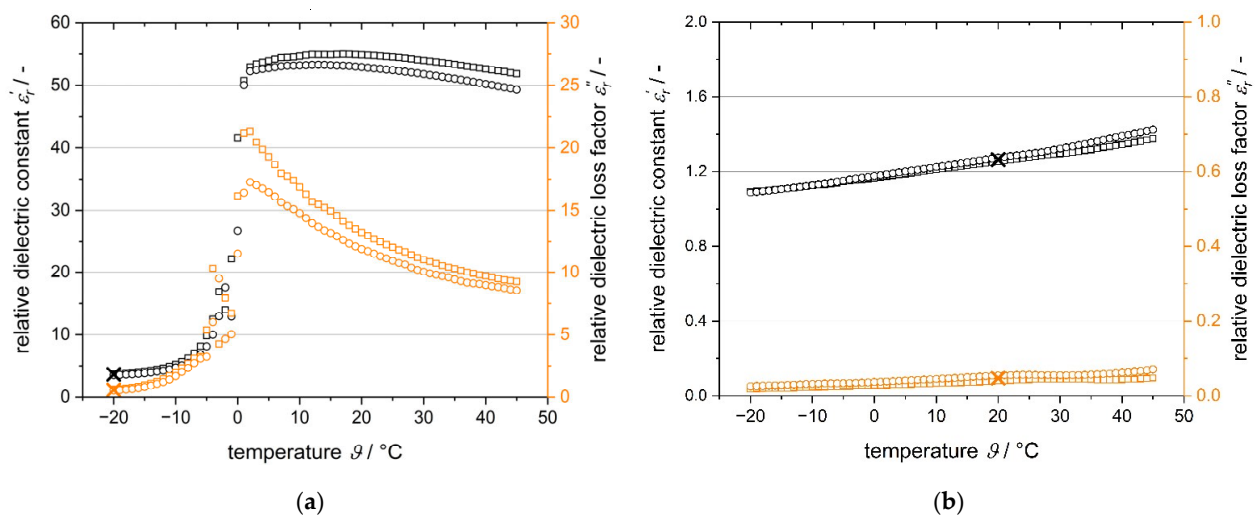 60
50
40
30
20
10
0
30
25
20
15
10
5
0
−20 −10 0 10 20 30 40 50
relative dielectric constant ε′r / -
relative dielectric loss factor ε″r / -
temperature ϑ / °C
(a)
2.0
1.6
1.2
0.8
0.4
0.0
1.0
0.8
0.6
0.4
0.2
0.0
−20 −10 0 10 20 30 40 50
relative dielectric constant ε′r / -
relative dielectric loss factor ε″r / -
temperature ϑ / °C
(b)